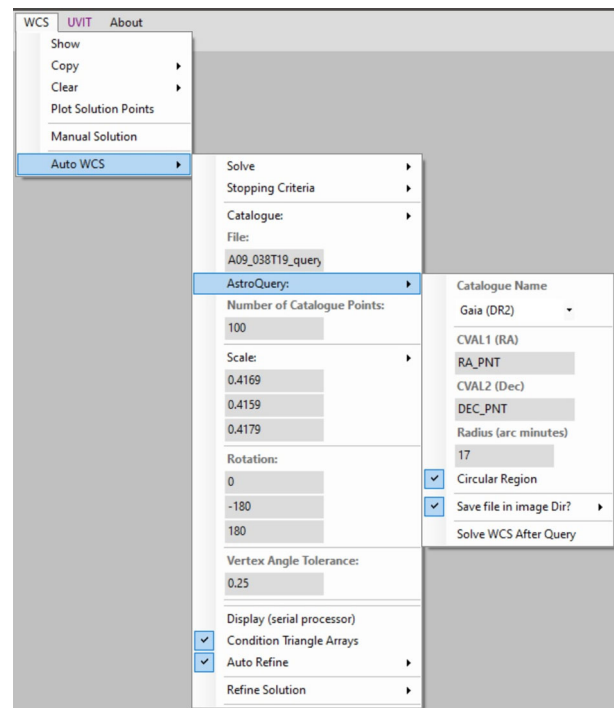 WCS UVIT About
Show
Copy
Clear
Plot Solution Points
Manual Solution
Auto WCS
Solve
Stopping Criteria
Catalogue:
File:
A09_038T19_query
AstroQuery:
Number of Catalogue Points:
100
Scale:
0.4169
0.4159
0.4179
Rotation:
0
-180
180
Vertex Angle Tolerance:
0.25
Display (serial processor)
Condition Triangle Arrays
Auto Refine
Refine Solution
Catalogue Name
Gaia (DR2)
CVAL1 (RA)
RA_PNT
CVAL2 (Dec)
DEC_PNT
Radius (arc minutes)
17
Circular Region
Save file in image Dir?
Solve WCS After Query